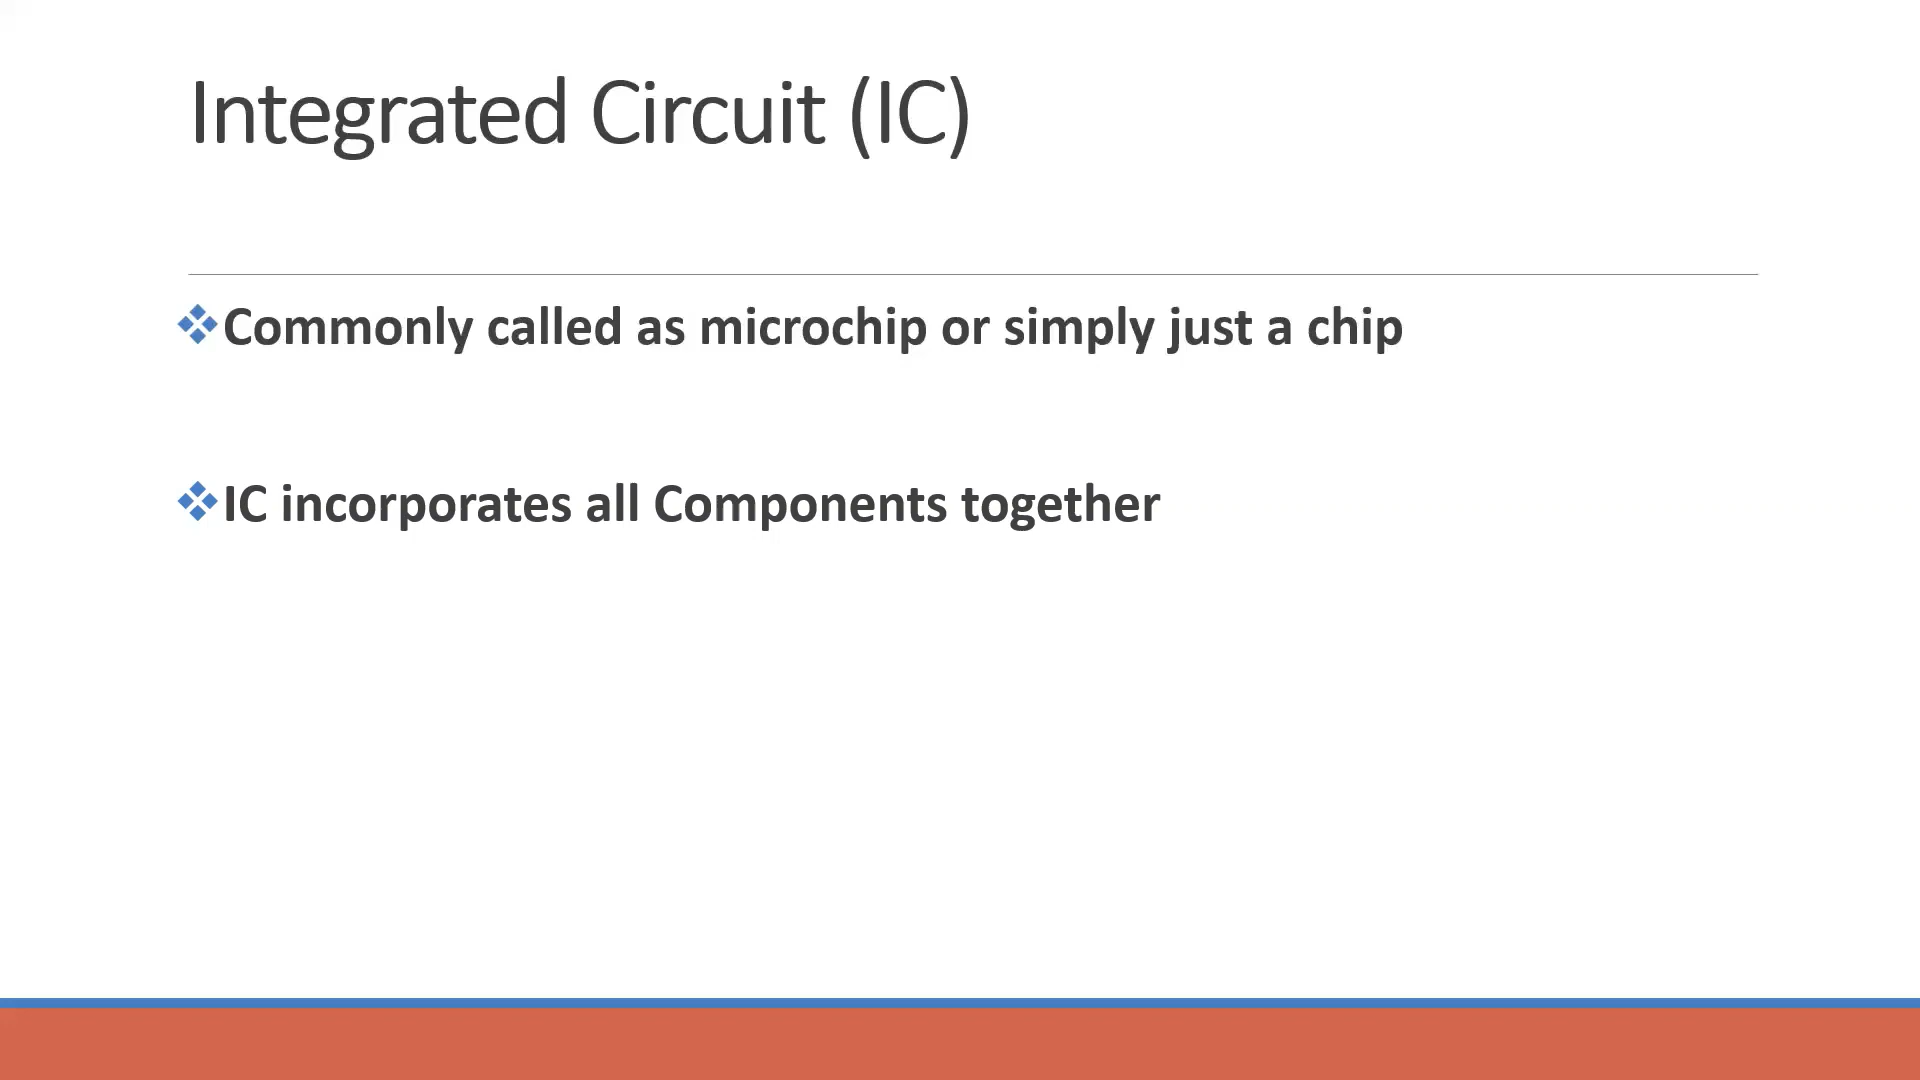 Integrated Circuit (IC)
Commonly called as microchip or simply just a chip
IC incorporates all Components together